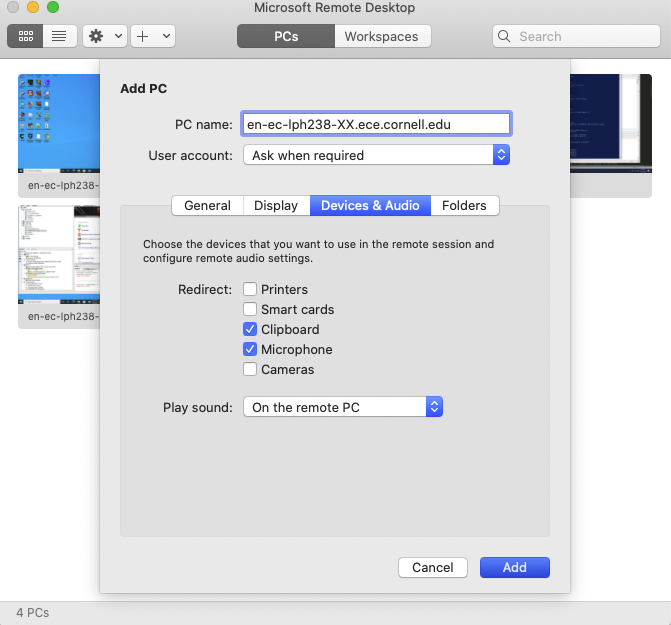 Microsoft Remote Desktop
PCs Workspaces Search
Add PC
PC name: en-ec-lph238-XX.ece.cornell.edu
User account: Ask when required
General Display Devices & Audio Folders
Choose the devices that you want to use in the remote session and
configure remote audio settings.
Redirect: Printers
Smart cards
Clipboard
Microphone
Cameras
Play sound: On the remote PC
Cancel Add
en-ec-lph238-
en-ec-lph238-
4 PCs